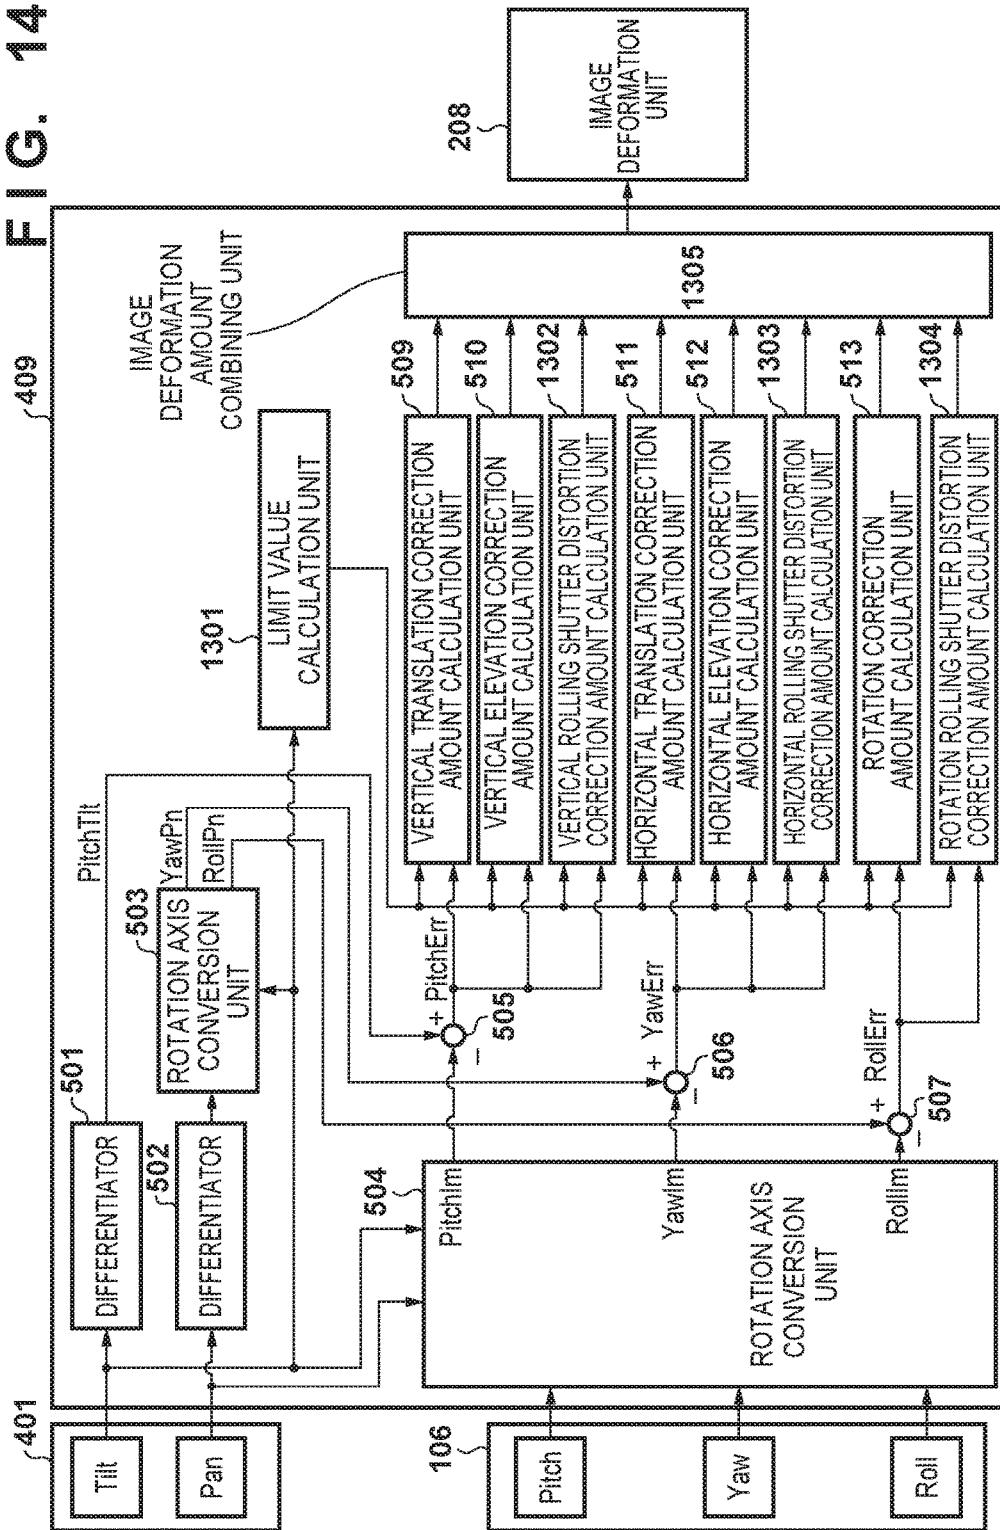 FIG. 14
409
401
Tilt
Pan
106
Pitch
Yaw
Roll
501
DIFFERENTIATOR
502
DIFFERENTIATOR
503
ROTATION AXIS
CONVERSION
UNIT
PitchTlt
YawPn
RollPn
1301
LIMIT VALUE
CALCULATION UNIT
IMAGE
DEFORMATION
AMOUNT
COMBINING UNIT
504
PitchIm
YawIm
RollIm
ROTATION AXIS
CONVERSION
UNIT
+
PitchErr
−
505
+
YawErr
−
506
+
RollErr
−
507
VERTICAL TRANSLATION CORRECTION
AMOUNT CALCULATION UNIT
509
VERTICAL ELEVATION CORRECTION
AMOUNT CALCULATION UNIT
510
VERTICAL ROLLING SHUTTER DISTORTION
CORRECTION AMOUNT CALCULATION UNIT
1302
HORIZONTAL TRANSLATION CORRECTION
AMOUNT CALCULATION UNIT
511
HORIZONTAL ELEVATION CORRECTION
AMOUNT CALCULATION UNIT
512
HORIZONTAL ROLLING SHUTTER DISTORTION
CORRECTION AMOUNT CALCULATION UNIT
1303
ROTATION CORRECTION
AMOUNT CALCULATION UNIT
513
ROTATION ROLLING SHUTTER DISTORTION
CORRECTION AMOUNT CALCULATION UNIT
1304
1305
208
IMAGE
DEFORMATION
UNIT